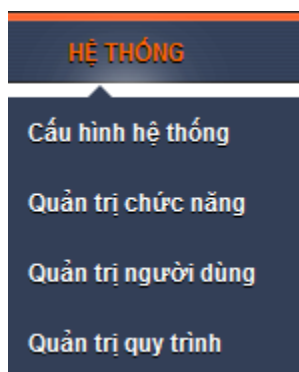 HỆ THỐNG
Cấu hình hệ thống
Quản trị chức năng
Quản trị người dùng
Quản trị quy trình